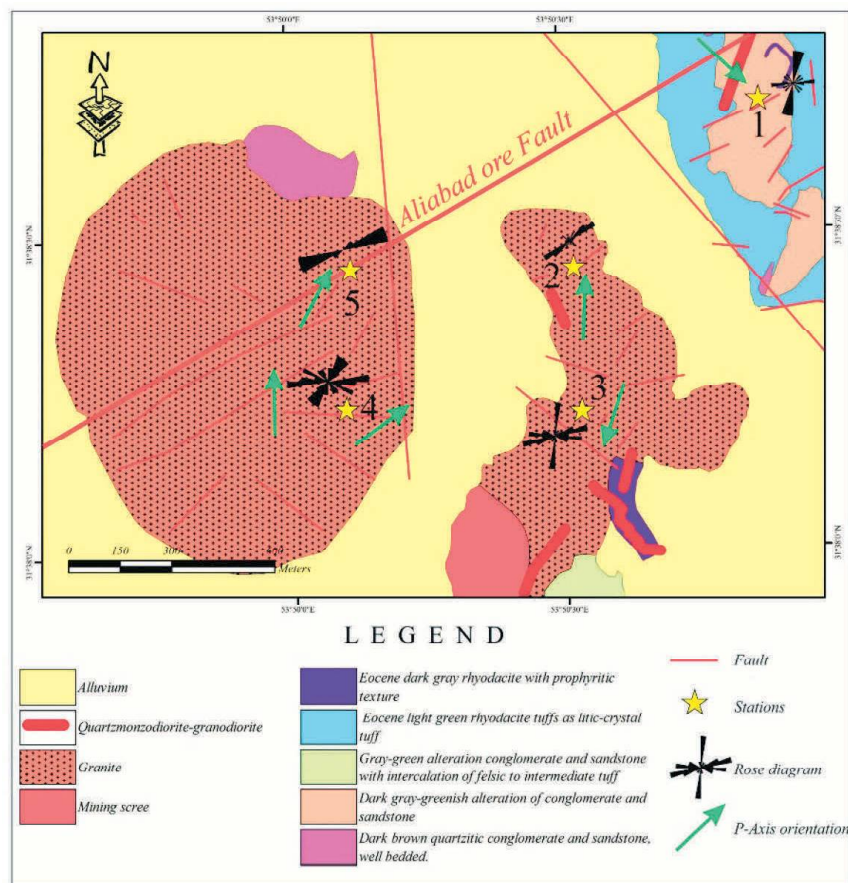 53°50'0"E
53°50'30"E
N
1
Aliabad ore Fault
31°38'30"N
31°38'30"N
2
5
3
4
0 150 300
Meters
31°38'0"N
31°38'0"N
53°50'0"E
53°50'30"E
LEGEND
Alluvium
Quartzmonzodiorite-granodiorite
Granite
Mining scree
Eocene dark gray rhyodacite with prophyritic
texture
Eocene light green rhyodacite tuffs as litic-crystal
tuff
Gray-green alteration conglomerate and sandstone
with intercalation of felsic to intermediate tuff
Dark gray-greenish alteration of conglomerate and
sandstone
Dark brown quartzitic conglomerate and sandstone,
well bedded.
Fault
Stations
Rose diagram
P-Axis orientation